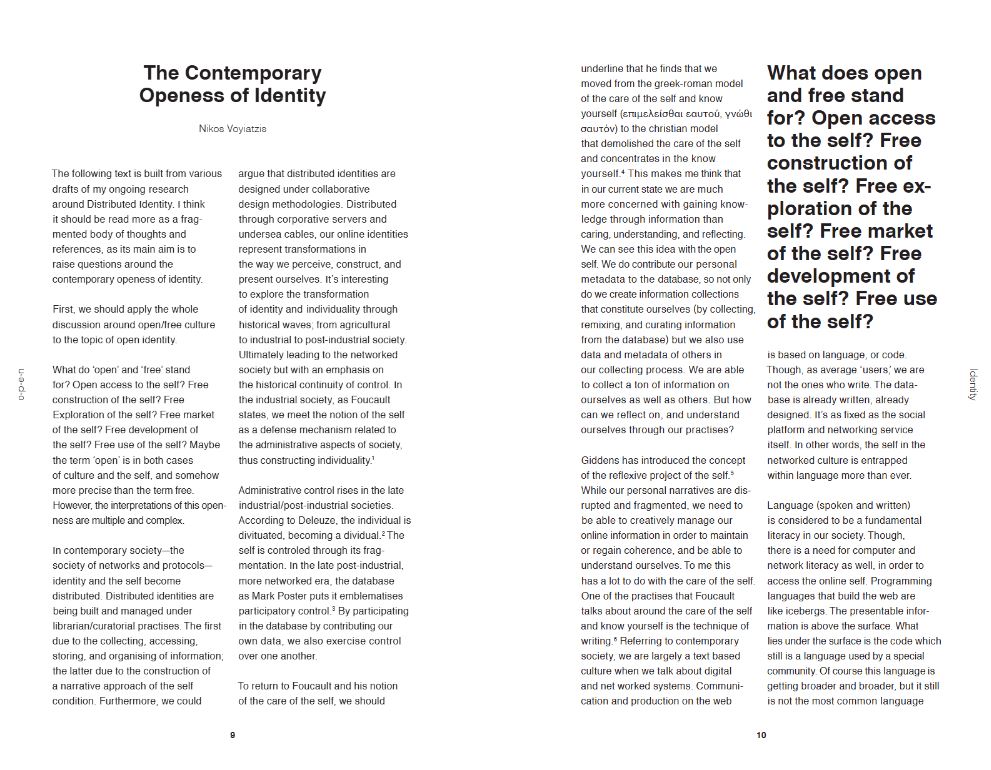 The Contemporary
Openness of Identity
Nikos Voyiatzis
The following text is built from various
drafts of my ongoing research
around Distributed Identity. I think
it should be read more as a frag-
mented body of thoughts and
references, as its main aim is to
raise questions around the
contemporary openess of identity.
First, we should apply the whole
discussion around open/free culture
to the topic of open identity.
What do ‘open’ and ‘free’ stand
for? Open access to the self? Free
construction of the self? Free
Exploration of the self? Free market
of the self? Free development of
the self? Free use of the self? Maybe
the term ‘open’ is in both cases
of culture and the self, and somehow
more precise than the term free.
However, the interpretations of this open-
ness are multiple and complex.
In contemporary society—the
society of networks and protocols—
identity and the self become
distributed. Distributed identities are
being built and managed under
librarian/curatorial practises. The first
due to the collecting, accessing,
storing, and organising of information;
the latter due to the construction of
a narrative approach of the self
condition. Furthermore, we could
argue that distributed identities are
designed under collaborative
design methodologies. Distributed
through corporative servers and
undersea cables, our online identities
represent transformations in
the way we perceive, construct, and
present ourselves. It’s interesting
to explore the transformation
of identity and individuality through
historical waves; from agricultural
to industrial to post-industrial society.
Ultimately leading to the networked
society but with an emphasis on
the historical continuity of control. In
the industrial society, as Foucault
states, we meet the notion of the self
as a defense mechanism related to
the administrative aspects of society,
thus constructing individuality.¹
Administrative control rises in the late
industrial/post-industrial societies.
According to Deleuze, the individual is
divituated, becoming a dividual.² The
self is controled through its frag-
mentation. In the late post-industrial,
more networked era, the database
as Mark Poster puts it emblematises
participatory control.³ By participating
in the database by contributing our
own data, we also exercise control
over one another.
To return to Foucault and his notion
of the care of the self, we should
o-p-e-n
9
underline that he finds that we
moved from the greek-roman model
of the care of the self and know
yourself (επιμελείσθαι εαυτού, γνώθι
σαυτόν) to the christian model
that demolished the care of the self
and concentrates in the know
yourself.⁴ This makes me think that
in our current state we are much
more concerned with gaining know-
ledge through information than
caring, understanding, and reflecting.
We can see this idea with the open
self. We do contribute our personal
metadata to the database, so not only
do we create information collections
that constitute ourselves (by collecting,
remixing, and curating information
from the database) but we also use
data and metadata of others in
our collecting process. We are able
to collect a ton of information on
ourselves as well as others. But how
can we reflect on, and understand
ourselves through our practises?
Giddens has introduced the concept
of the reflexive project of the self.⁵
While our personal narratives are dis-
rupted and fragmented, we need to
be able to creatively manage our
online information in order to maintain
or regain coherence, and be able to
understand ourselves. To me this
has a lot to do with the care of the self.
One of the practises that Foucault
talks about around the care of the self
and know yourself is the technique of
writing.⁶ Referring to contemporary
society, we are largely a text based
culture when we talk about digital
and net worked systems. Communi-
cation and production on the web
What does open
and free stand
for? Open access
to the self? Free
construction of
the self? Free ex-
ploration of the
self? Free market
of the self? Free
development of
the self? Free use
of the self?
is based on language, or code.
Though, as average ‘users,’ we are
not the ones who write. The data-
base is already written, already
designed. It’s as fixed as the social
platform and networking service
itself. In other words, the self in the
networked culture is entrapped
within language more than ever.
Language (spoken and written)
is considered to be a fundamental
literacy in our society. Though,
there is a need for computer and
network literacy as well, in order to
access the online self. Programming
languages that build the web are
like icebergs. The presentable infor-
mation is above the surface. What
lies under the surface is the code which
still is a language used by a special
community. Of course this language is
getting broader and broader, but it still
is not the most common language
Identity
10